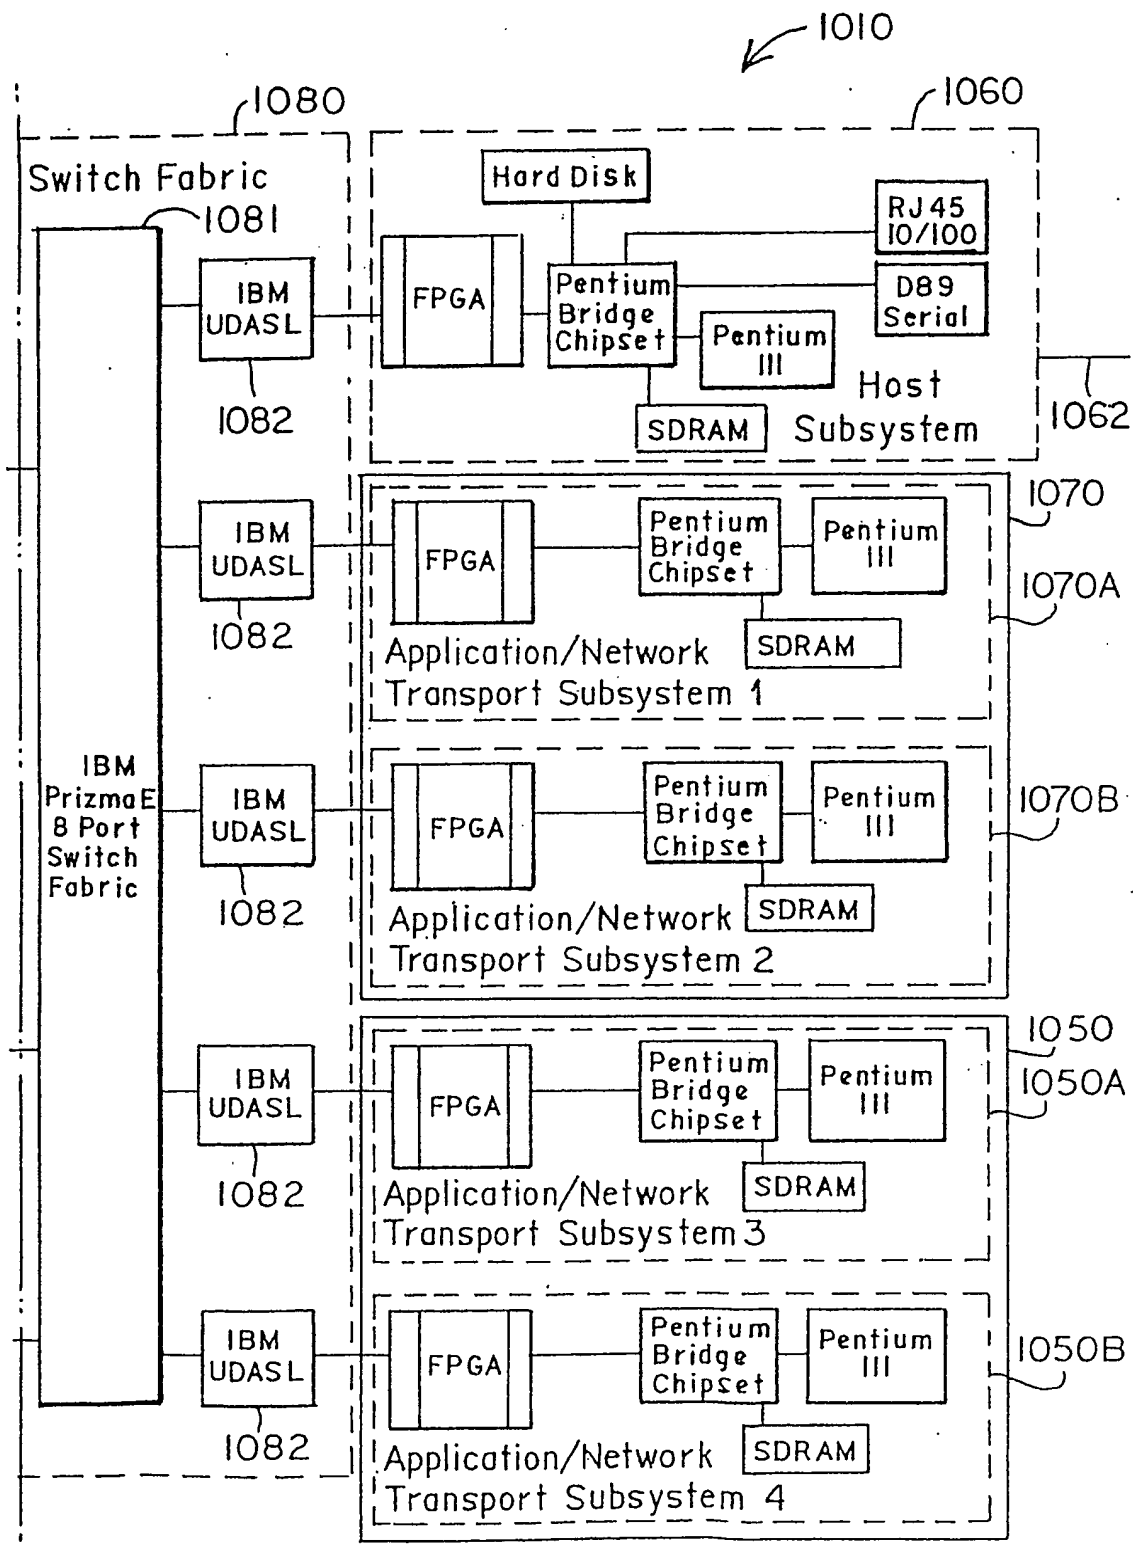 1010
1080
1060
Switch Fabric
1081
Hard Disk
RJ45
10/100
IBM
UDASL
FPGA
Pentium
Bridge
Chipset
D89
Serial
Pentium
III
1082
Host
Subsystem
1062
SDRAM
1070
IBM
UDASL
FPGA
Pentium
Bridge
Chipset
Pentium
III
1070A
1082
Application/Network
Transport Subsystem 1
SDRAM
IBM
PrizmaE
8 Port
Switch
Fabric
IBM
UDASL
FPGA
Pentium
Bridge
Chipset
Pentium
III
1070B
1082
Application/Network
Transport Subsystem 2
SDRAM
1050
IBM
UDASL
FPGA
Pentium
Bridge
Chipset
Pentium
III
1050A
1082
Application/Network
Transport Subsystem 3
SDRAM
IBM
UDASL
FPGA
Pentium
Bridge
Chipset
Pentium
III
1050B
1082
Application/Network
Transport Subsystem 4
SDRAM